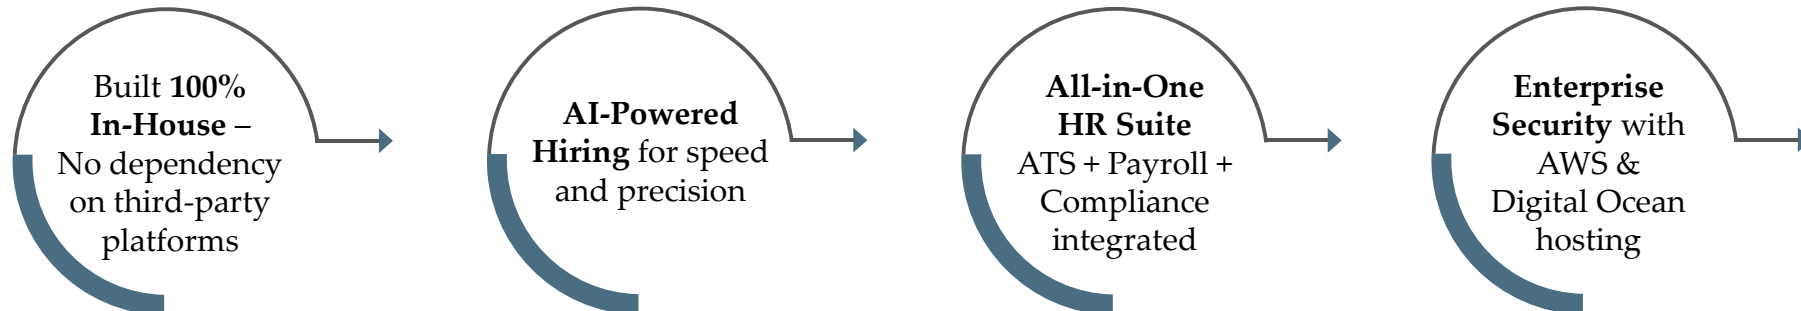 Built 100%
In-House –
No dependency
on third-party
platforms
AI-Powered
Hiring for speed
and precision
All-in-One
HR Suite
ATS + Payroll +
Compliance
integrated
Enterprise
Security with
AWS &
Digital Ocean
hosting